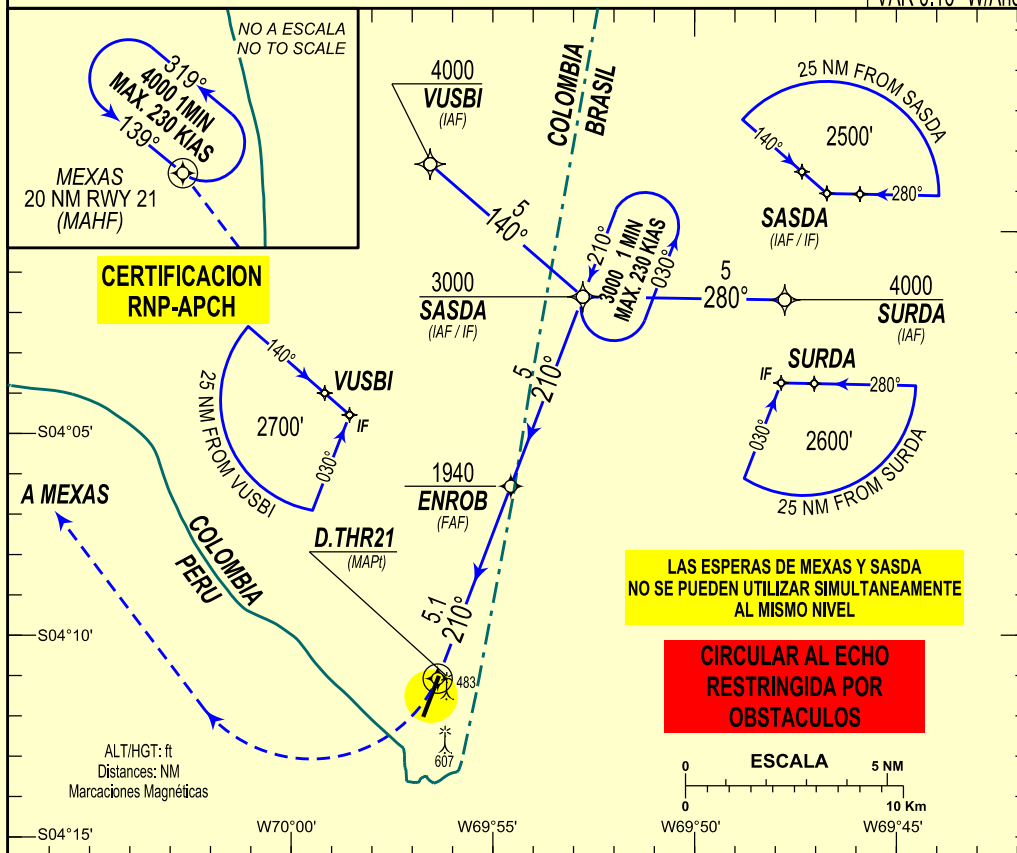 VAR 0.16° W/Año
NO A ESCALA
NO TO SCALE
319°
4000 1MIN
MAX. 230 KIAS
139°
MEXAS
20 NM RWY 21
(MAHF)
4000
VUSBI
(IAF)
COLOMBIA
BRASIL
25 NM FROM SASDA
2500'
140°
280°
SASDA
(IAF / IF)
5
140°
210°
3000 1 MIN
MAX. 230 KIAS
030°
3000
SASDA
(IAF / IF)
5
280°
4000
SURDA
(IAF)
CERTIFICACION
RNP-APCH
140°
VUSBI
IF
2700'
030°
25 NM FROM VUSBI
5
210°
SURDA
IF
280°
030°
2600'
25 NM FROM SURDA
S04°05'
A MEXAS
COLOMBIA
PERU
1940
ENROB
(FAF)
D.THR21
(MAPt)
5.1
210°
LAS ESPERAS DE MEXAS Y SASDA
NO SE PUEDEN UTILIZAR SIMULTANEAMENTE
AL MISMO NIVEL
S04°10'
483
CIRCULAR AL ECHO
RESTRINGIDA POR
OBSTACULOS
607
ALT/HGT: ft
Distances: NM
Marcaciones Magnéticas
ESCALA
0 5 NM
0 10 Km
S04°15'
W70°00' W69°55' W69°50' W69°45'